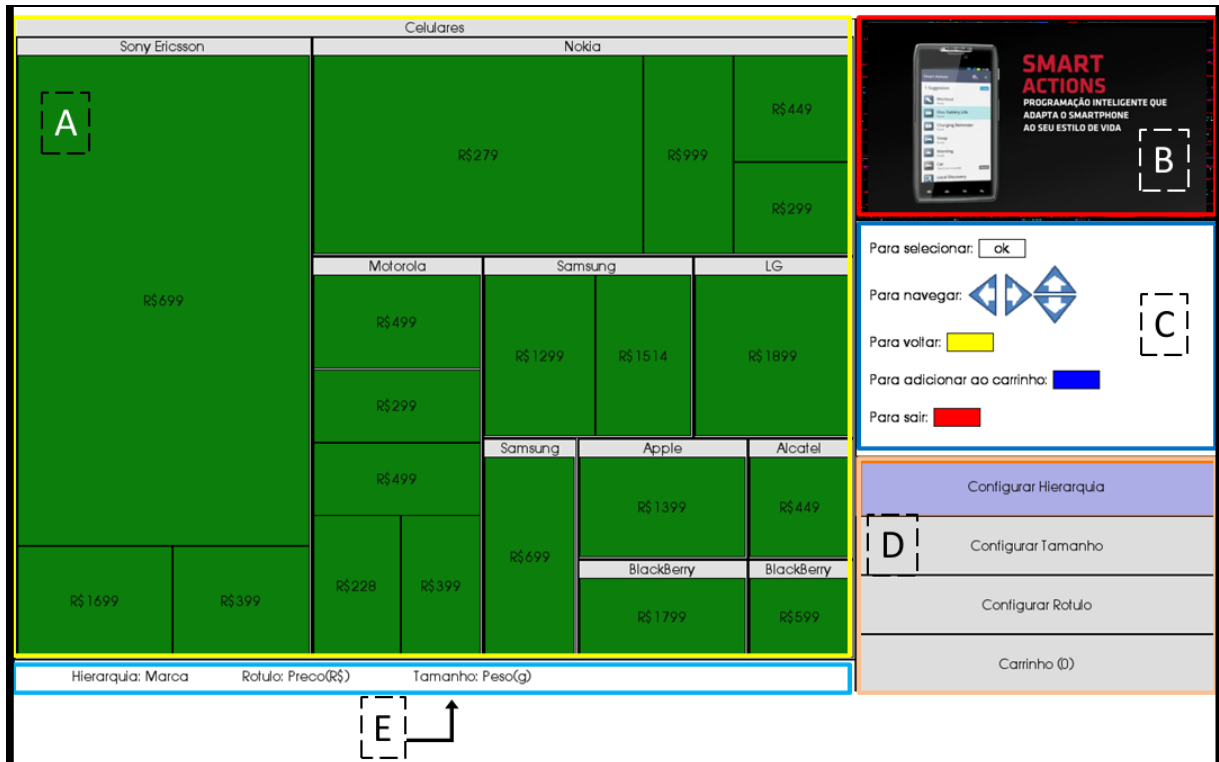 Celulares
Sony Ericsson
Nokia
A
R$699
R$1699
R$399
R$279
R$999
R$449
R$299
Motorola
R$499
R$299
R$499
R$228
R$399
Samsung
R$1299
R$1514
LG
R$1899
Samsung
R$699
Apple
R$1399
Alcatel
R$449
BlackBerry
R$1799
BlackBerry
R$599
Hierarquia: Marca
Rotulo: Preco(R$)
Tamanho: Peso(g)
E
SMART
ACTIONS
PROGRAMAÇÃO INTELIGENTE QUE
ADAPTA O SMARTPHONE
AO SEU ESTILO DE VIDA
B
Smart Actions
Para selecionar: ok
Para navegar:
Para voltar:
Para adicionar ao carrinho:
Para sair:
C
Configurar Hierarquia
D
Configurar Tamanho
Configurar Rotulo
Carrinho (0)